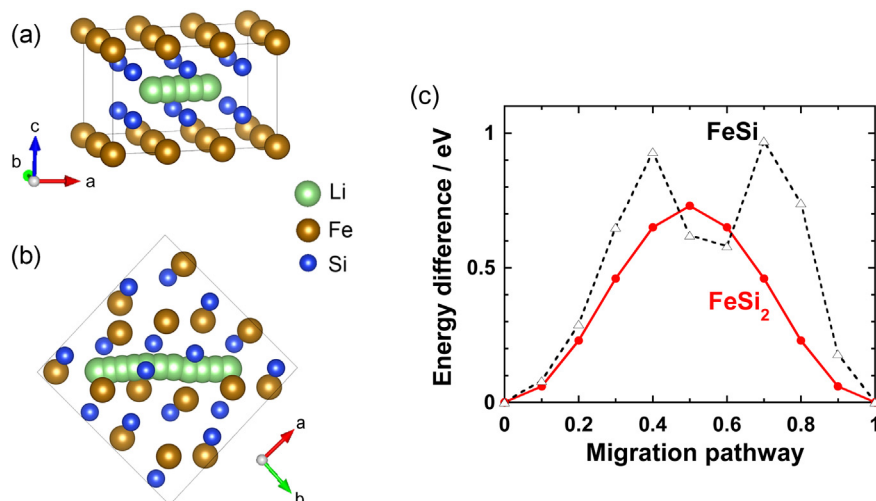 (a)
c
b
a
Li
Fe
Si
(b)
a
b
(c)
FeSi
FeSi₂
Energy difference / eV
1
0.5
0
0 0.2 0.4 0.6 0.8 1
Migration pathway